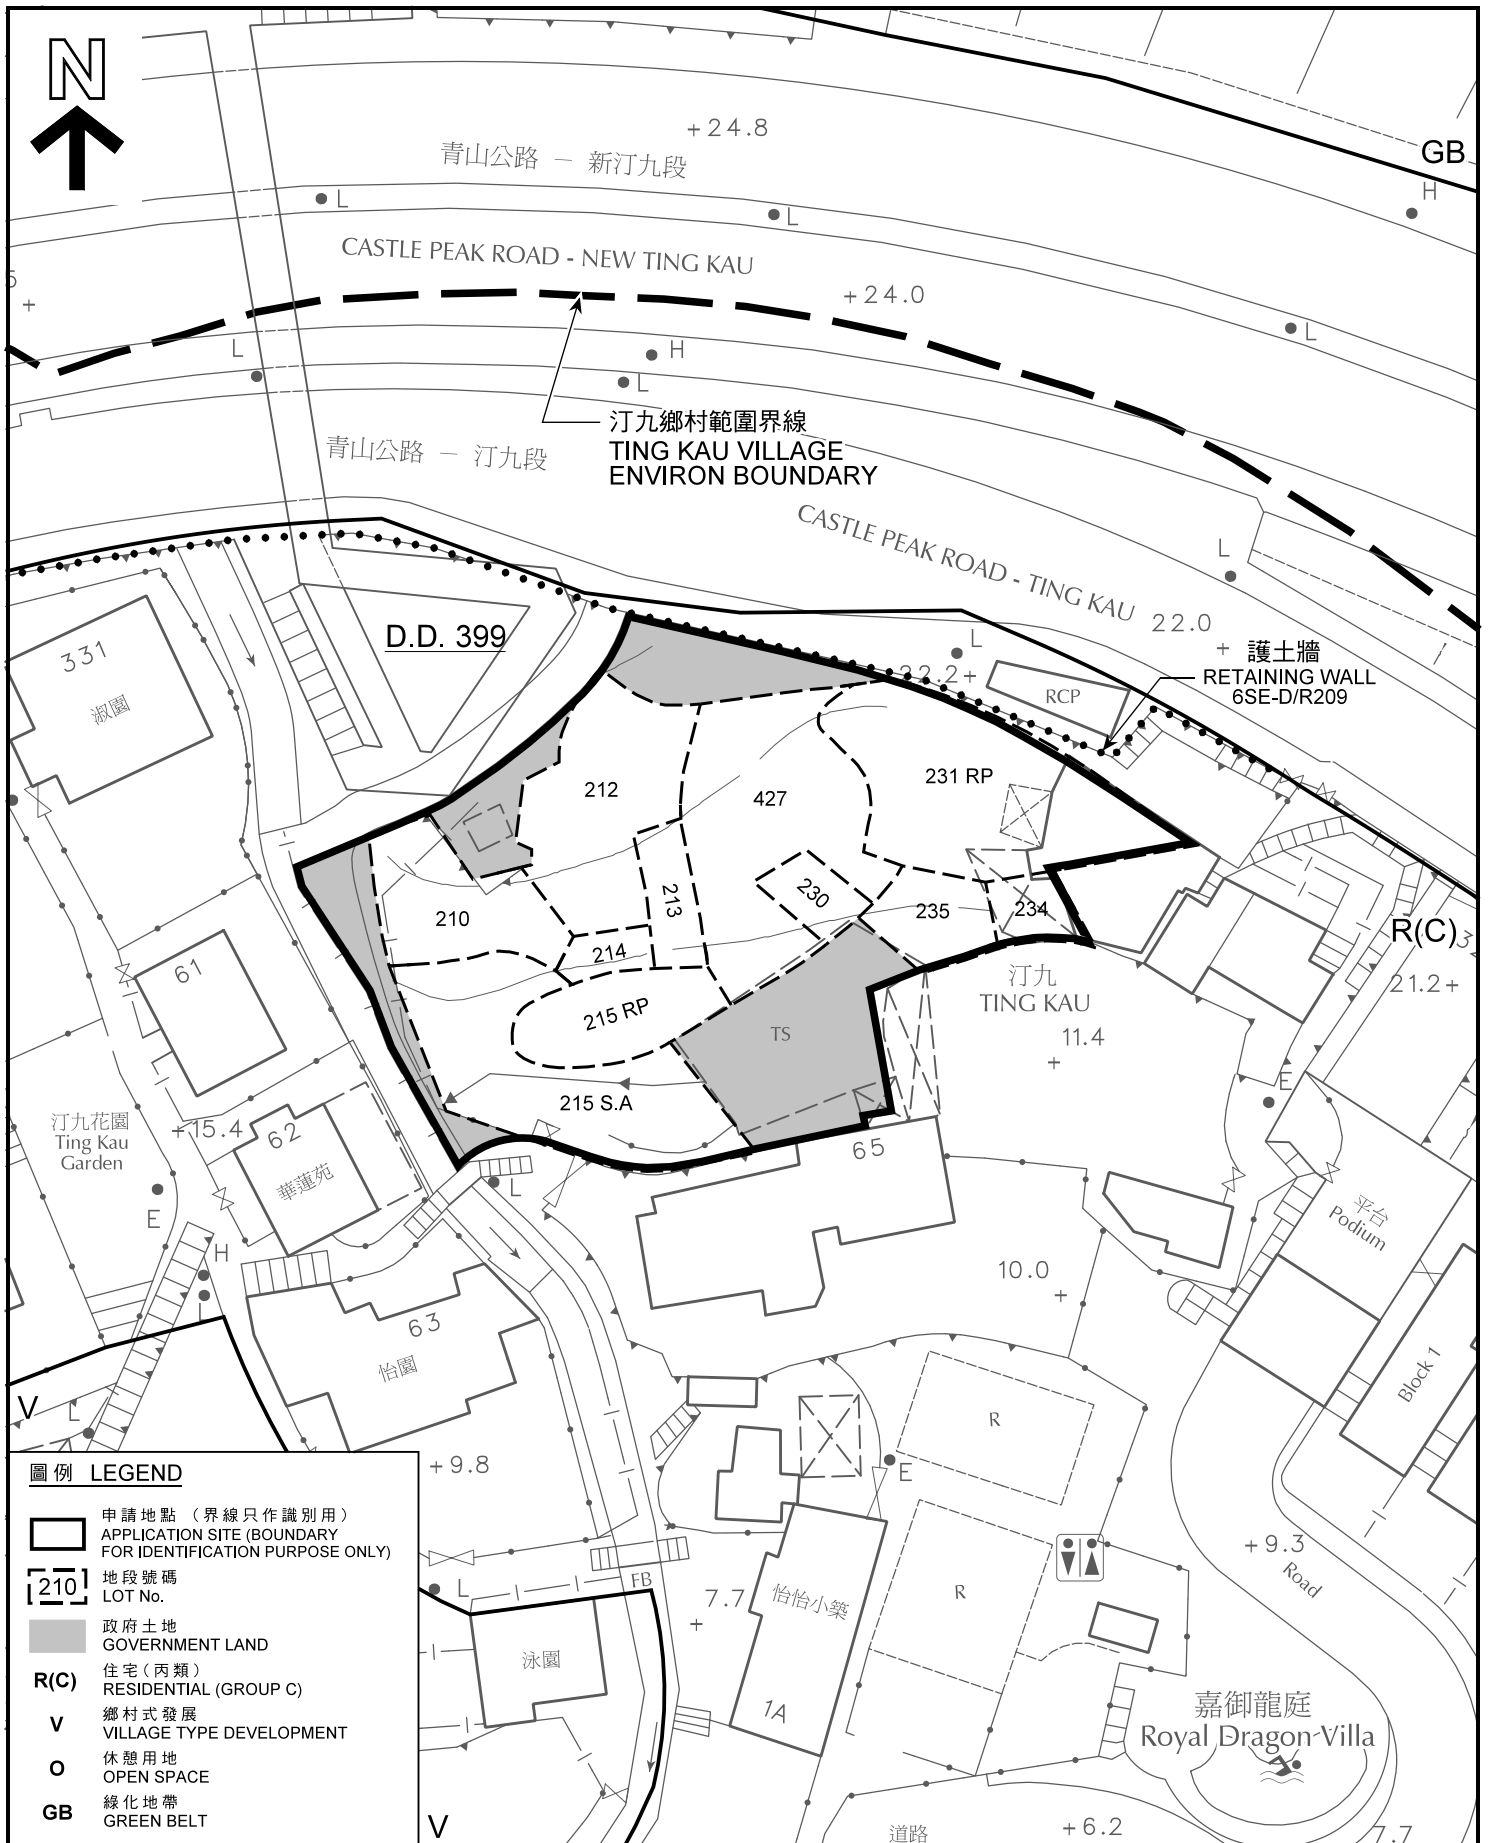 N
+24.8
青山公路 － 新汀九段
GB
H
L
L
CASTLE PEAK ROAD - NEW TING KAU
5
+
+24.0
L
L
H
L
汀九鄉村範圍界線
TING KAU VILLAGE
ENVIRON BOUNDARY
青山公路 － 汀九段
CASTLE PEAK ROAD - TING KAU
L
22.0
+
D.D. 399
L
護土牆
RETAINING WALL
6SE-D/R209
22.2+
RCP
331
淑園
212
427
231 RP
210
213
230
235
234
214
R(C)
3
215 RP
汀九
TING KAU
21.2+
61
TS
11.4
+
215 S.A
E
汀九花園
Ting Kau
Garden
+15.4
62
華蓮苑
65
L
E
H
L
平台
Podium
10.0
+
63
怡園
Block 1
V
L
R
+9.8
E
R
+9.3
Road
L
FB
7.7
+
怡怡小築
泳園
1A
嘉御龍庭
Royal Dragon Villa
V
道路
+6.2
7.7
圖例 LEGEND
申請地點 （界線只作識別用）
APPLICATION SITE (BOUNDARY
FOR IDENTIFICATION PURPOSE ONLY)
210
地段號碼
LOT No.
政府土地
GOVERNMENT LAND
R(C)
住宅（丙類）
RESIDENTIAL (GROUP C)
V
鄉村式發展
VILLAGE TYPE DEVELOPMENT
O
休憩用地
OPEN SPACE
GB
綠化地帶
GREEN BELT